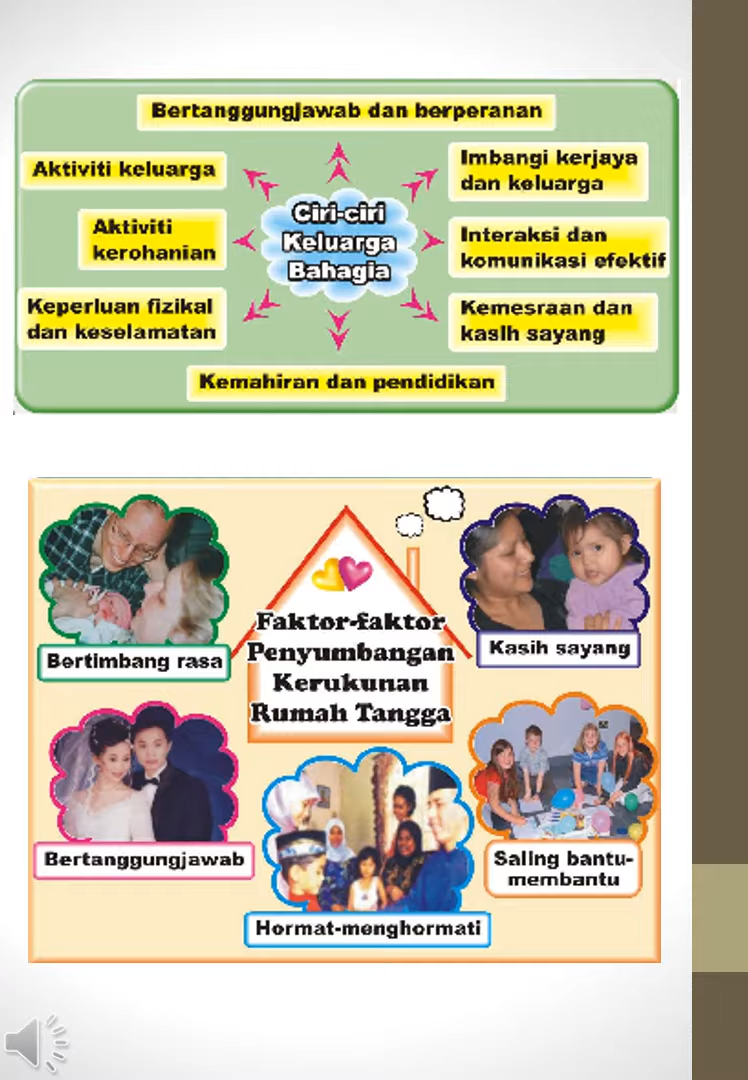 Bertanggungjawab dan berperanan
Aktiviti keluarga
Imbangi kerjaya
dan keluarga
Ciri-ciri
Keluarga
Bahagia
Aktiviti
kerohanian
Interaksi dan
komunikasi efektif
Keperluan fizikal
dan keselamatan
Kemesraan dan
kasih sayang
Kemahiran dan pendidikan
Faktor-faktor
Penyumbangan
Kerukunan
Rumah Tangga
Bertimbang rasa
Kasih sayang
Bertanggungjawab
Saling bantu-
membantu
Hormat-menghormati